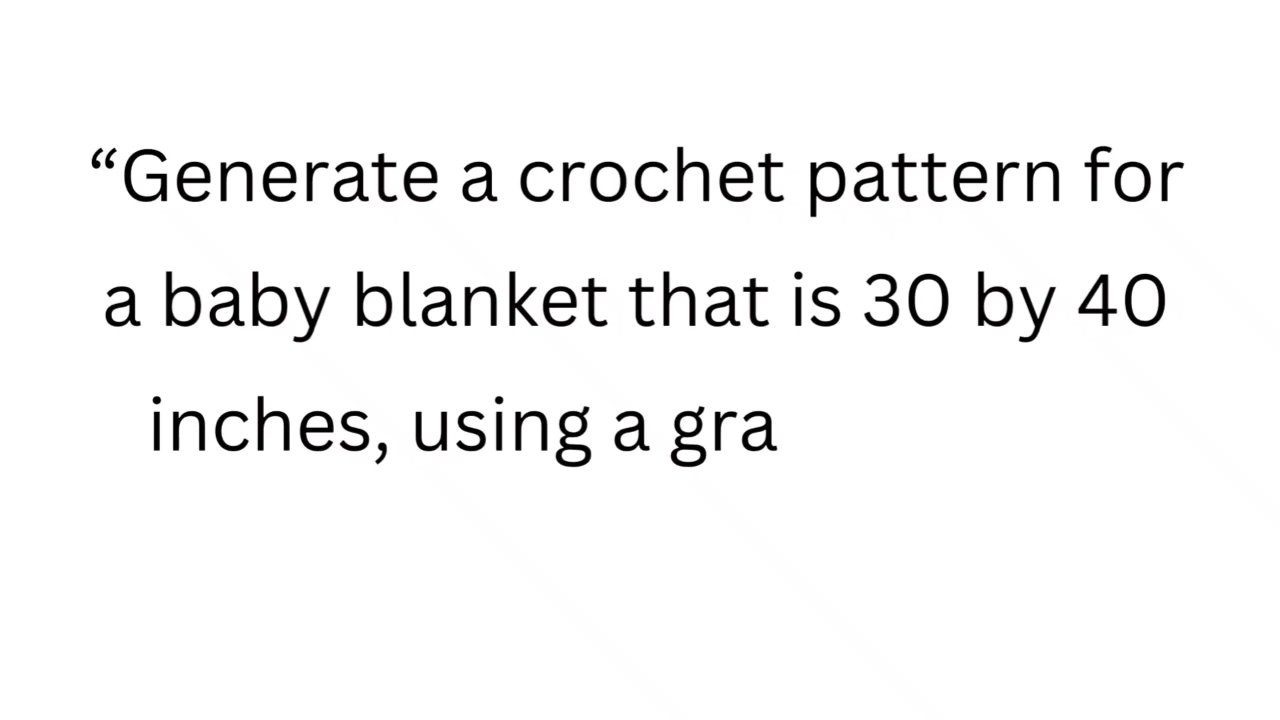 “Generate a crochet pattern for
a baby blanket that is 30 by 40
inches, using a gra